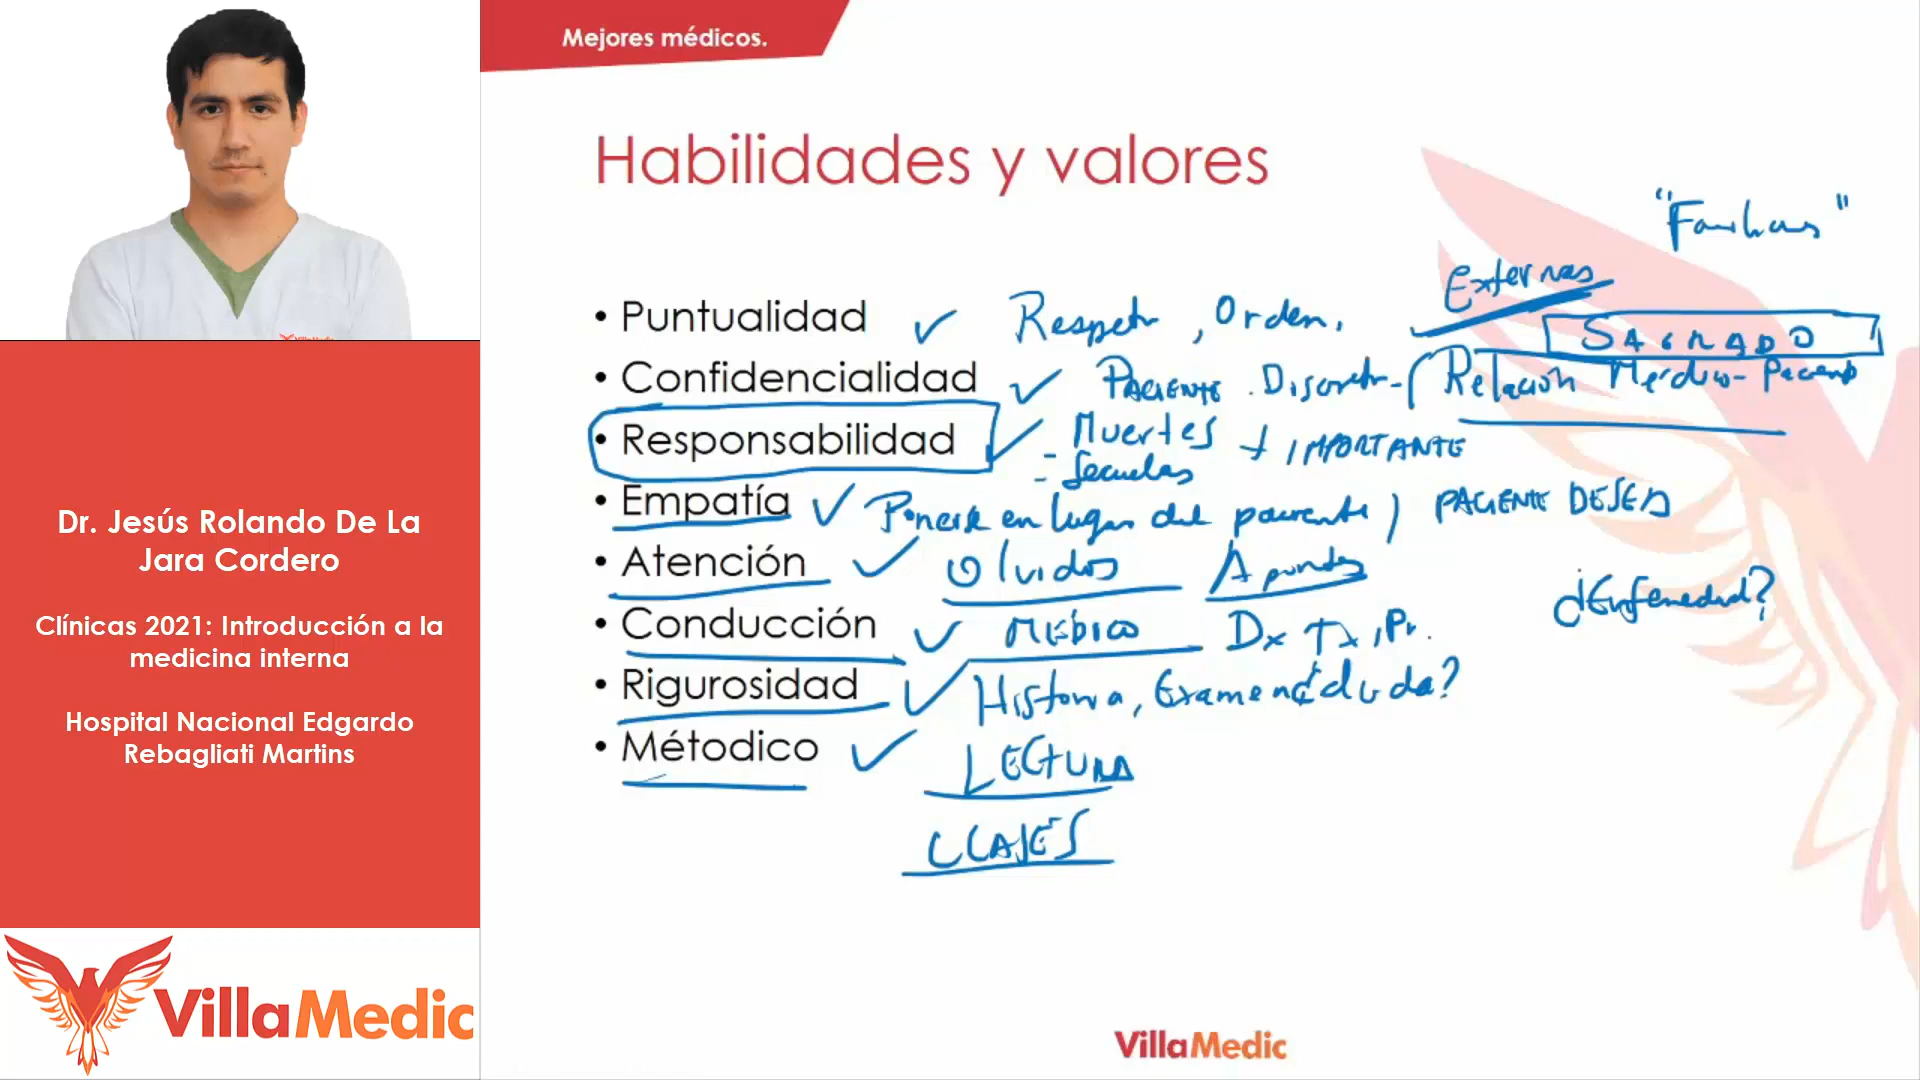 Mejores médicos.
Habilidades y valores
"Familias"
Externas
• Puntualidad ✓ Respeto, Orden,
SAGRADO
• Confidencialidad ✓ PACIENTE. Discreto - Relación Médico-Paciente
• Responsabilidad ✓ - Muertes + IMPORTANTE
- Secuelas
• Empatía ✓ Ponerse en lugar del paciente / PACIENTE DESEA
• Atención ✓ Olvidos Apuntes
¿Enfermedad?
• Conducción ✓ MÉDICO Dx Tx, Pr.
• Rigurosidad ✓ Historia, Examen ¿duda?
• Métodico ✓ LECTURA
CLASES
Dr. Jesús Rolando De La
Jara Cordero
Clínicas 2021: Introducción a la
medicina interna
Hospital Nacional Edgardo
Rebagliati Martins
VillaMedic
VillaMedic